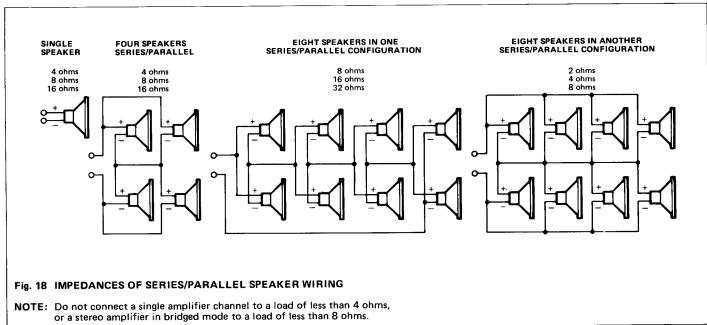 SINGLE
SPEAKER
4 ohms
8 ohms
16 ohms
+
−
FOUR SPEAKERS
SERIES/PARALLEL
4 ohms
8 ohms
16 ohms
+ +
− −
+ +
− −
EIGHT SPEAKERS IN ONE
SERIES/PARALLEL CONFIGURATION
8 ohms
16 ohms
32 ohms
+ + + +
− − − −
+ + + +
− − − −
EIGHT SPEAKERS IN ANOTHER
SERIES/PARALLEL CONFIGURATION
2 ohms
4 ohms
8 ohms
+ + + +
− − − −
+ + + +
− − − −
Fig. 18 IMPEDANCES OF SERIES/PARALLEL SPEAKER WIRING
NOTE: Do not connect a single amplifier channel to a load of less than 4 ohms,
or a stereo amplifier in bridged mode to a load of less than 8 ohms.